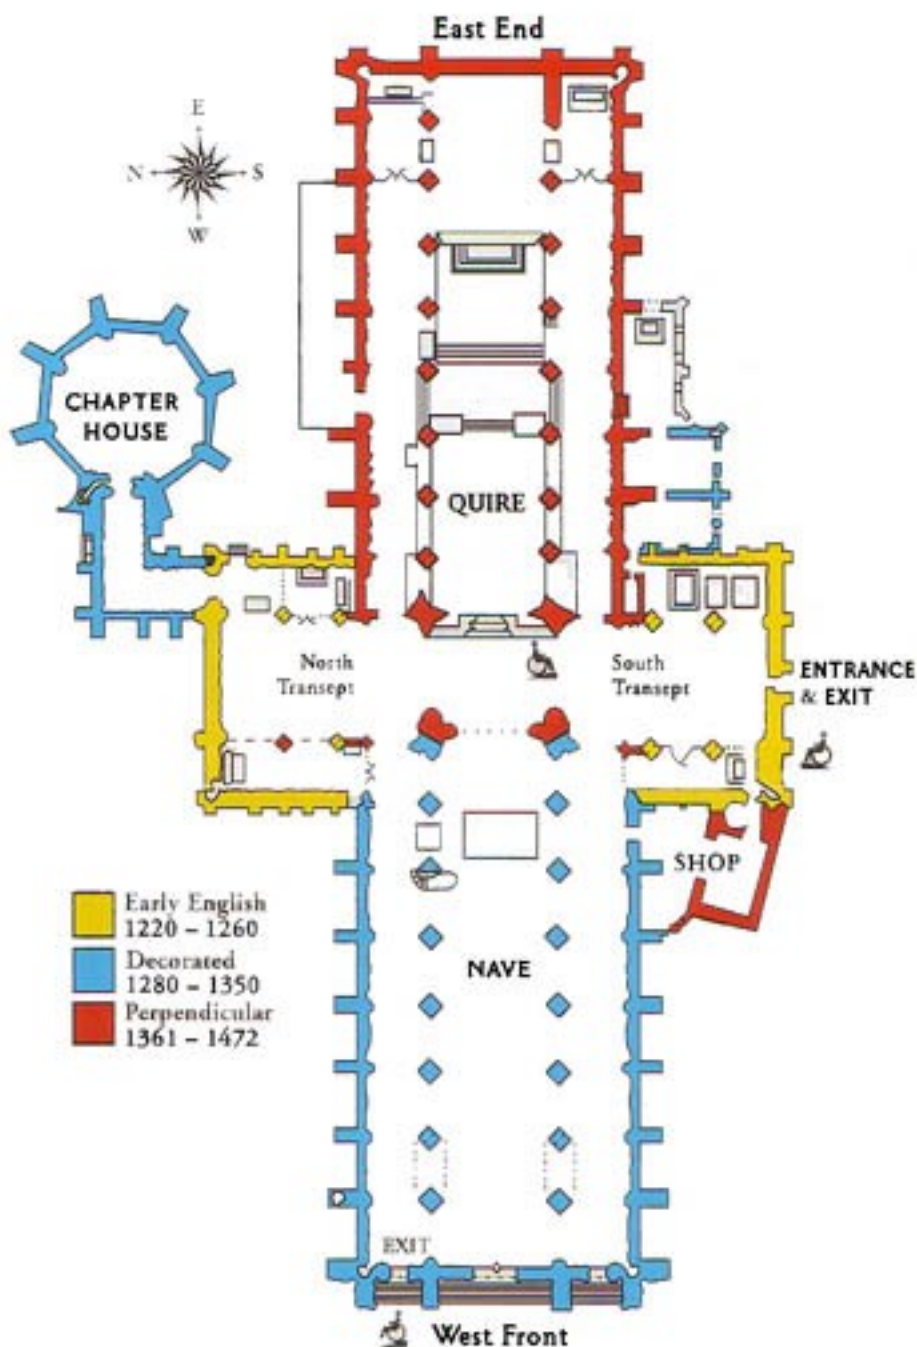 East End
E
N
S
W
CHAPTER
HOUSE
QUIRE
North
Transept
South
Transept
ENTRANCE
& EXIT
SHOP
Early English
1220 – 1260
Decorated
1280 – 1350
Perpendicular
1361 – 1472
NAVE
EXIT
West Front